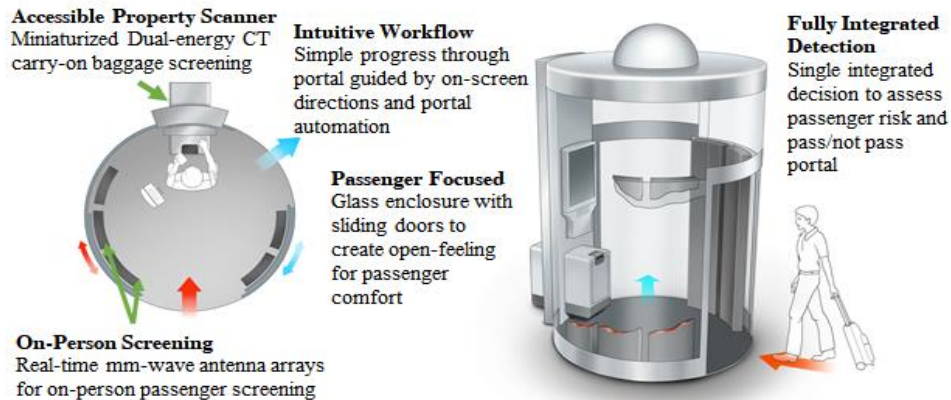 Accessible Property Scanner
Miniaturized Dual-energy CT
carry-on baggage screening
Intuitive Workflow
Simple progress through
portal guided by on-screen
directions and portal
automation
Passenger Focused
Glass enclosure with
sliding doors to
create open-feeling
for passenger
comfort
On-Person Screening
Real-time mm-wave antenna arrays
for on-person passenger screening
Fully Integrated
Detection
Single integrated
decision to assess
passenger risk and
pass/not pass
portal